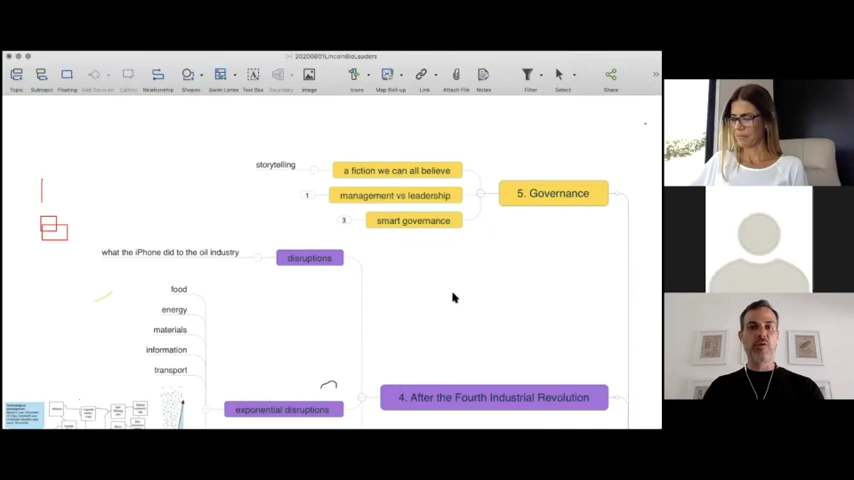 20200801LincolnBioLeaders
Topic
Subtopic
Floating
Add Decision
Callout
Relationship
Shapes
Swim Lanes
Text Box
Boundary
Image
Icons
Map Roll-up
Link
Attach File
Notes
Filter
Select
Share
storytelling
a fiction we can all believe
5. Governance
1
management vs leadership
3
smart governance
what the iPhone did to the oil industry
disruptions
food
energy
materials
information
transport
exponential disruptions
4. After the Fourth Industrial Revolution